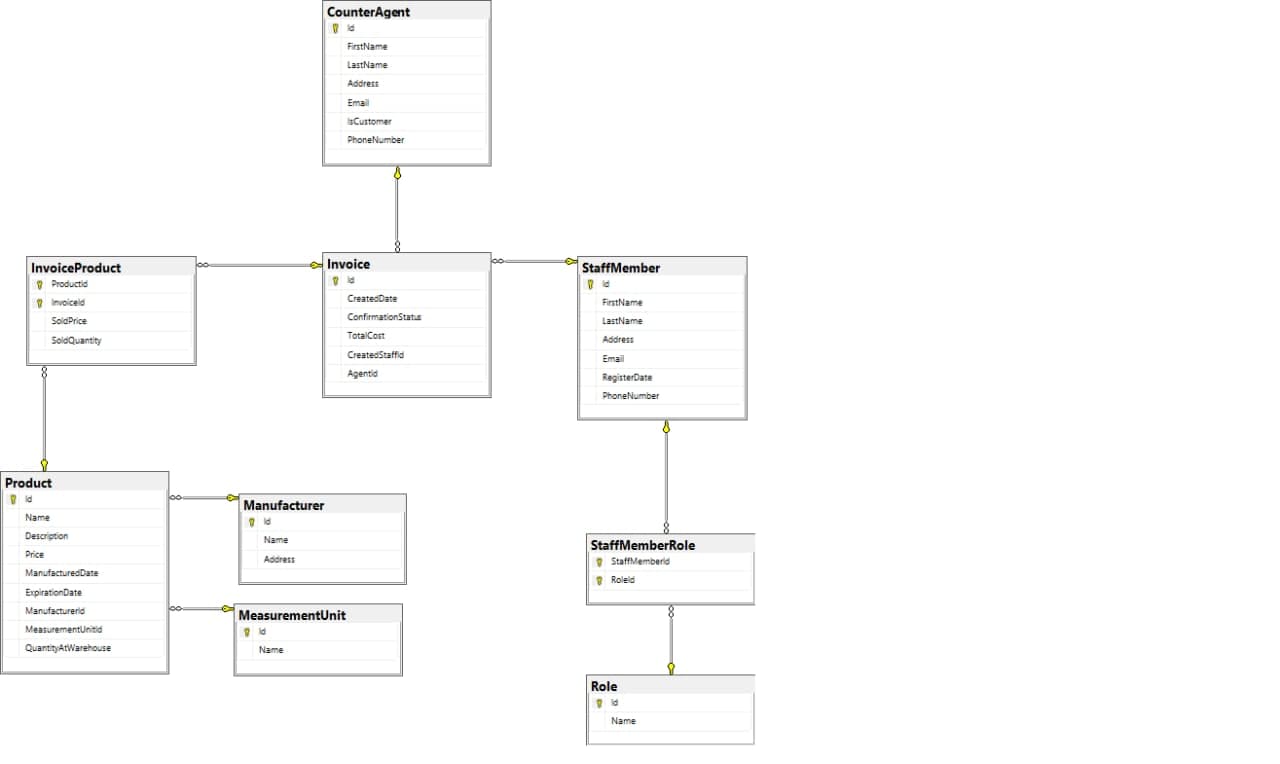 CounterAgent
Id
FirstName
LastName
Address
Email
IsCustomer
PhoneNumber
InvoiceProduct
ProductId
InvoiceId
SoldPrice
SoldQuantity
Invoice
Id
CreatedDate
ConfirmationStatus
TotalCost
CreatedStaffId
AgentId
StaffMember
Id
FirstName
LastName
Address
Email
RegisterDate
PhoneNumber
Product
Id
Name
Description
Price
ManufacturedDate
ExpirationDate
ManufacturerId
MeasurementUnitId
QuantityAtWarehouse
Manufacturer
Id
Name
Address
MeasurementUnit
Id
Name
StaffMemberRole
StaffMemberId
RoleId
Role
Id
Name